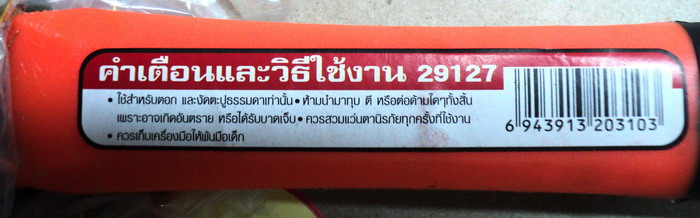 คำเตือนและวิธีใช้งาน 29127
• ใช้สำหรับตอก และงัดตะปูธรรมดาเท่านั้น • ห้ามนำมาทุบ ตี หรือต่อด้ามใดๆทั้งสิ้น
เพราะอาจเกิดอันตราย หรือได้รับบาดเจ็บ • ควรสวมแว่นตานิรภัยทุกครั้งที่ใช้งาน
• ควรเก็บเครื่องมือให้พ้นมือเด็ก
6 943913 203103